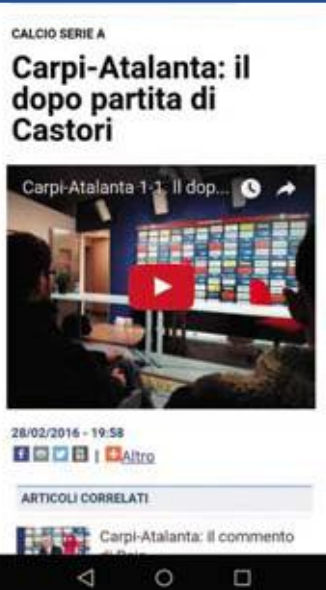 CALCIO SERIE A
Carpi-Atalanta: il
dopo partita di
Castori
Carpi-Atalanta 1-1. Il dop...
28/02/2016 - 19:58
| Altro
ARTICOLI CORRELATI
Carpi-Atalanta: il commento